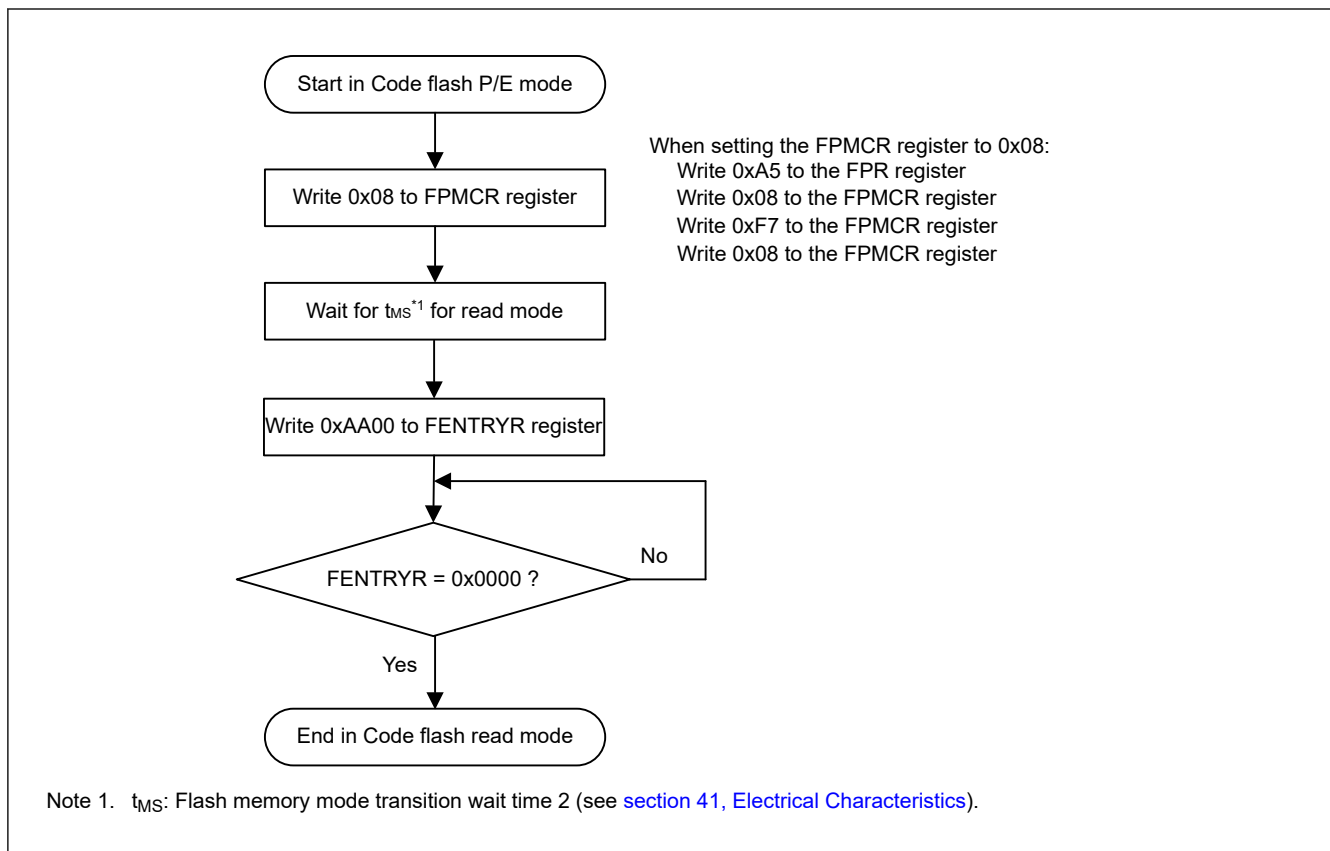 Start in Code flash P/E mode
When setting the FPMCR register to 0x08:
Write 0xA5 to the FPR register
Write 0x08 to the FPMCR register
Write 0xF7 to the FPMCR register
Write 0x08 to the FPMCR register
Write 0x08 to FPMCR register
Wait for tMS*1 for read mode
Write 0xAA00 to FENTRYR register
FENTRYR = 0x0000 ?
No
Yes
End in Code flash read mode
Note 1. tMS: Flash memory mode transition wait time 2 (see section 41, Electrical Characteristics).